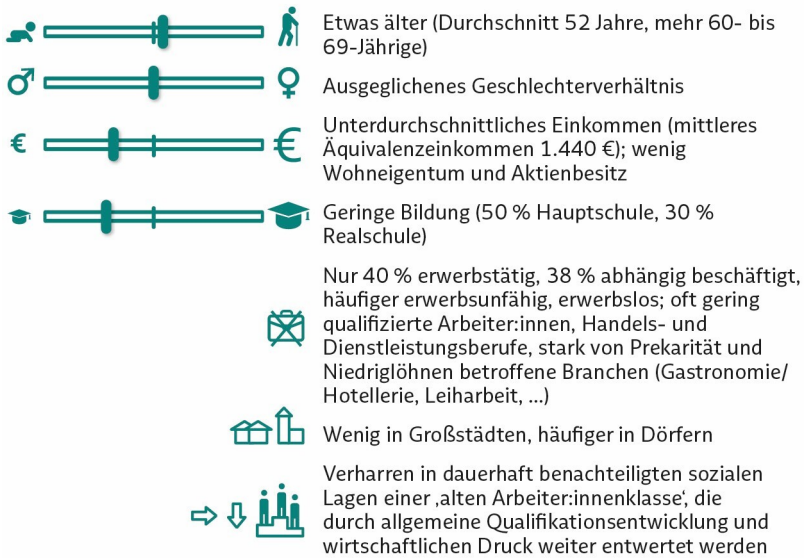 Etwas älter (Durchschnitt 52 Jahre, mehr 60- bis
69-Jährige)
Ausgeglichenes Geschlechterverhältnis
€
€
Unterdurchschnittliches Einkommen (mittleres
Äquivalenzeinkommen 1.440 €); wenig
Wohneigentum und Aktienbesitz
Geringe Bildung (50 % Hauptschule, 30 %
Realschule)
Nur 40 % erwerbstätig, 38 % abhängig beschäftigt,
häufiger erwerbsunfähig, erwerbslos; oft gering
qualifizierte Arbeiter:innen, Handels- und
Dienstleistungsberufe, stark von Prekarität und
Niedriglöhnen betroffene Branchen (Gastronomie/
Hotellerie, Leiharbeit, ...)
Wenig in Großstädten, häufiger in Dörfern
Verharren in dauerhaft benachteiligten sozialen
Lagen einer ‚alten Arbeiter:innenklasse‘, die
durch allgemeine Qualifikationsentwicklung und
wirtschaftlichen Druck weiter entwertet werden